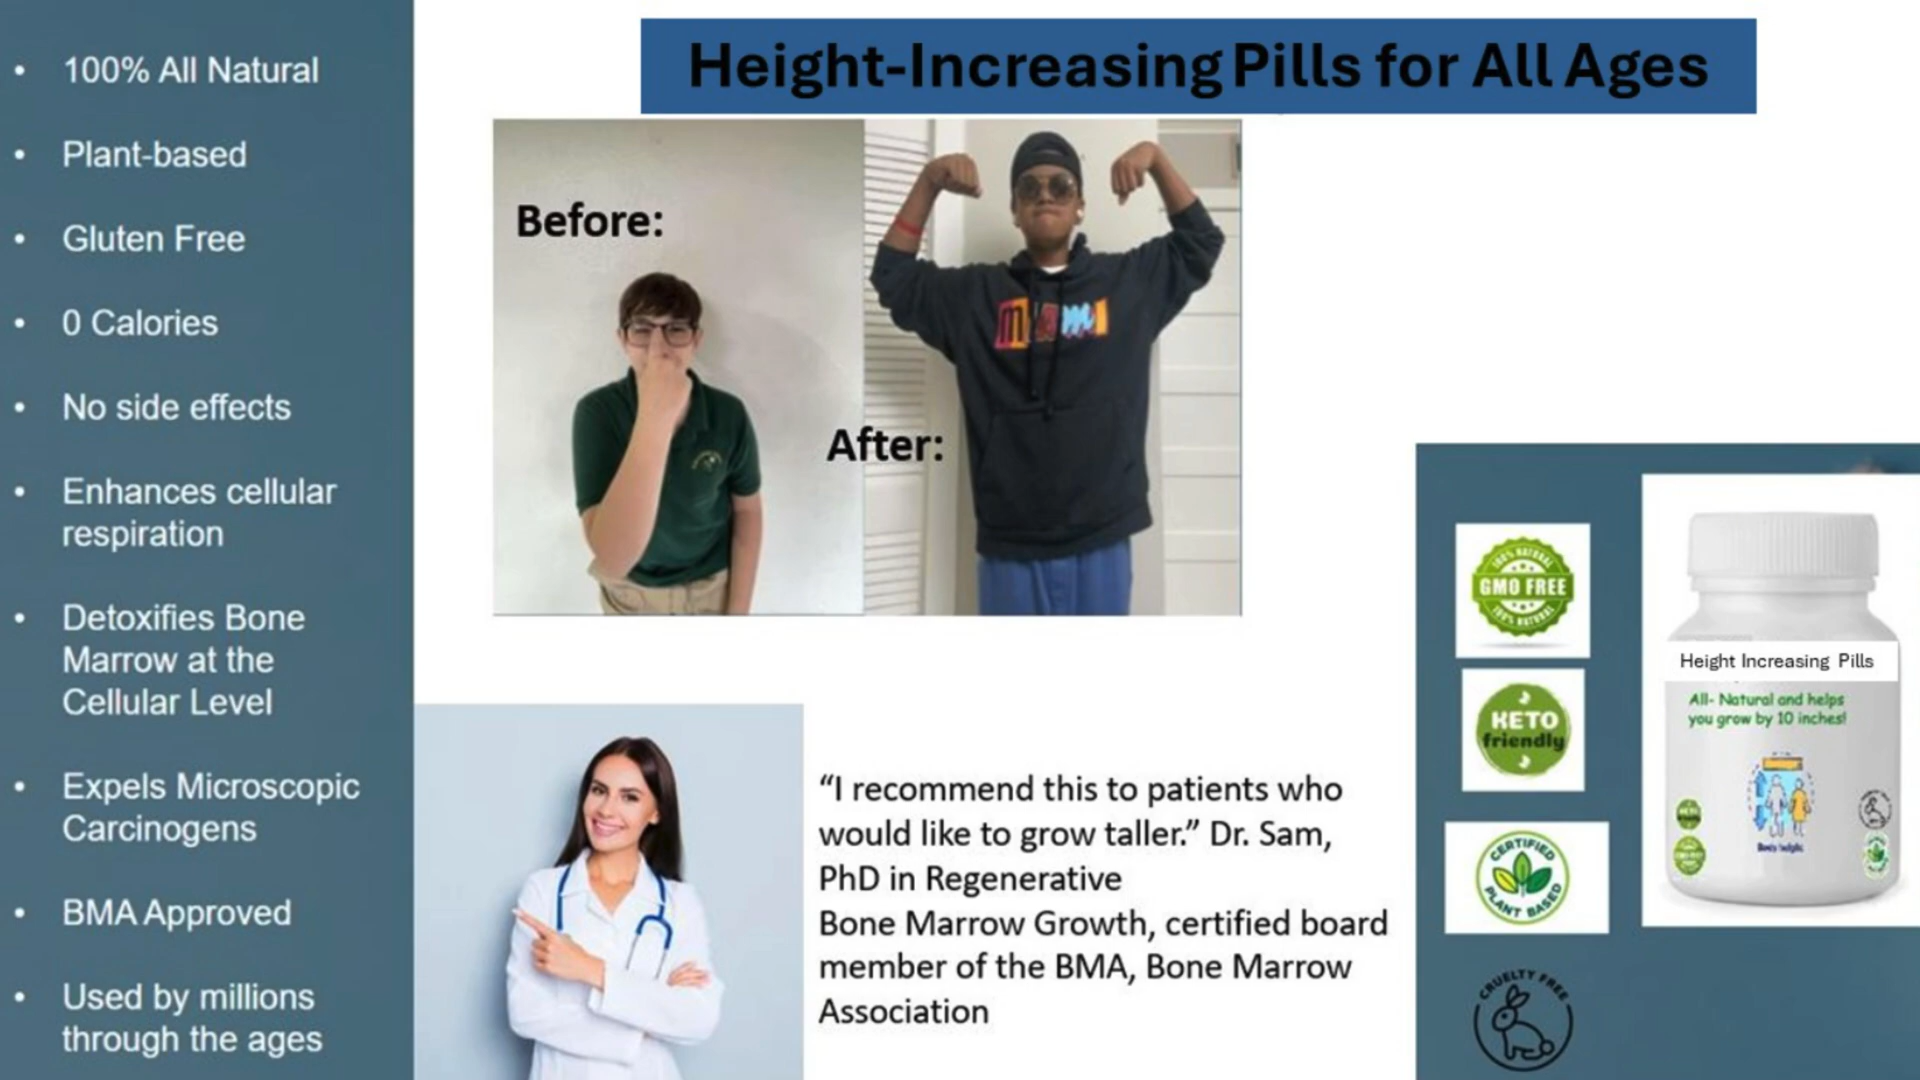 Height-Increasing Pills for All Ages
100% All Natural
Plant-based
Gluten Free
0 Calories
No side effects
Enhances cellular
respiration
Detoxifies Bone
Marrow at the
Cellular Level
Expels Microscopic
Carcinogens
BMA Approved
Used by millions
through the ages
Before:
After:
“I recommend this to patients who
would like to grow taller.” Dr. Sam,
PhD in Regenerative
Bone Marrow Growth, certified board
member of the BMA, Bone Marrow
Association
100% NATURAL
GMO FREE
100% NATURAL
KETO
friendly
CERTIFIED
PLANT BASED
CRUELTY FREE
Height Increasing Pills
All- Natural and helps
you grow by 10 inches!